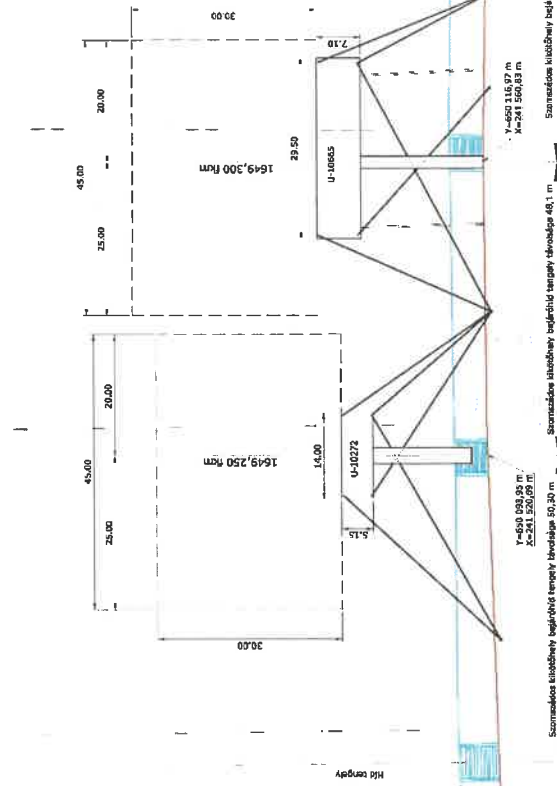 30.00
45.00
20.00
25.00
1649,300 fkm
29.50
7.10
U-10665
Y=650 116,97 m
X=241 560,83 m
45.00
20.00
25.00
1649,250 fkm
14.00
U-10272
5.15
30.00
Y=650 093,95 m
X=241 520,69 m
Híd tengely
Szomszédos kikötőhely bejáróhíd tengely távolsága 50,30 m
Szomszédos kikötőhely bejáróhíd tengely távolsága 48,1 m
Szomszédos kikötőhely